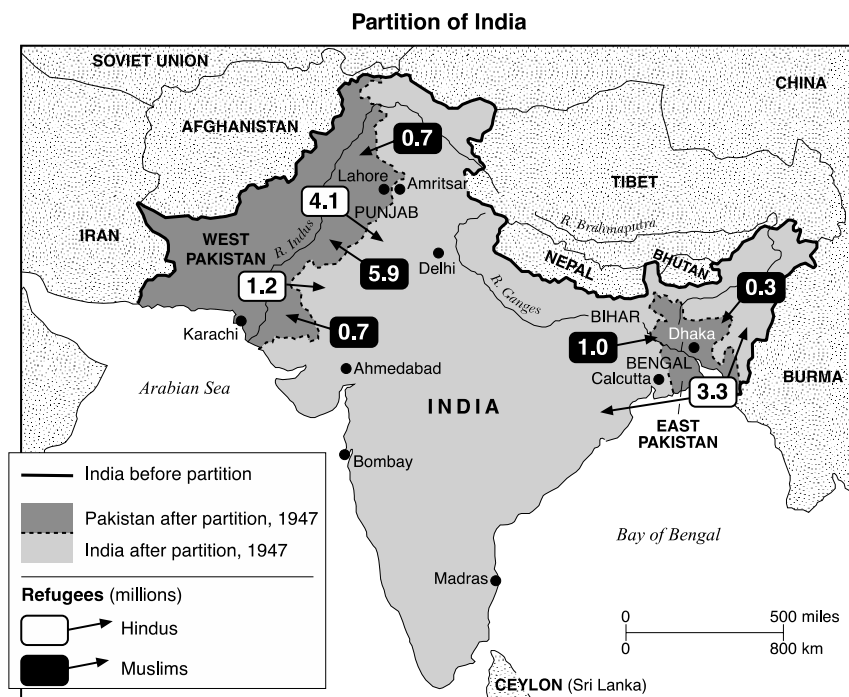 Partition of India
SOVIET UNION
CHINA
AFGHANISTAN
0.7
Lahore
Amritsar
TIBET
4.1
PUNJAB
IRAN
WEST
PAKISTAN
R. Indus
R. Brahmaputra
Delhi
NEPAL
BHUTAN
5.9
1.2
R. Ganges
0.3
Karachi
0.7
BIHAR
Dhaka
1.0
BENGAL
Ahmedabad
Calcutta
BURMA
Arabian Sea
INDIA
3.3
EAST
PAKISTAN
Bombay
India before partition
Pakistan after partition, 1947
India after partition, 1947
Bay of Bengal
Madras
Refugees (millions)
Hindus
Muslims
0 500 miles
0 800 km
CEYLON (Sri Lanka)